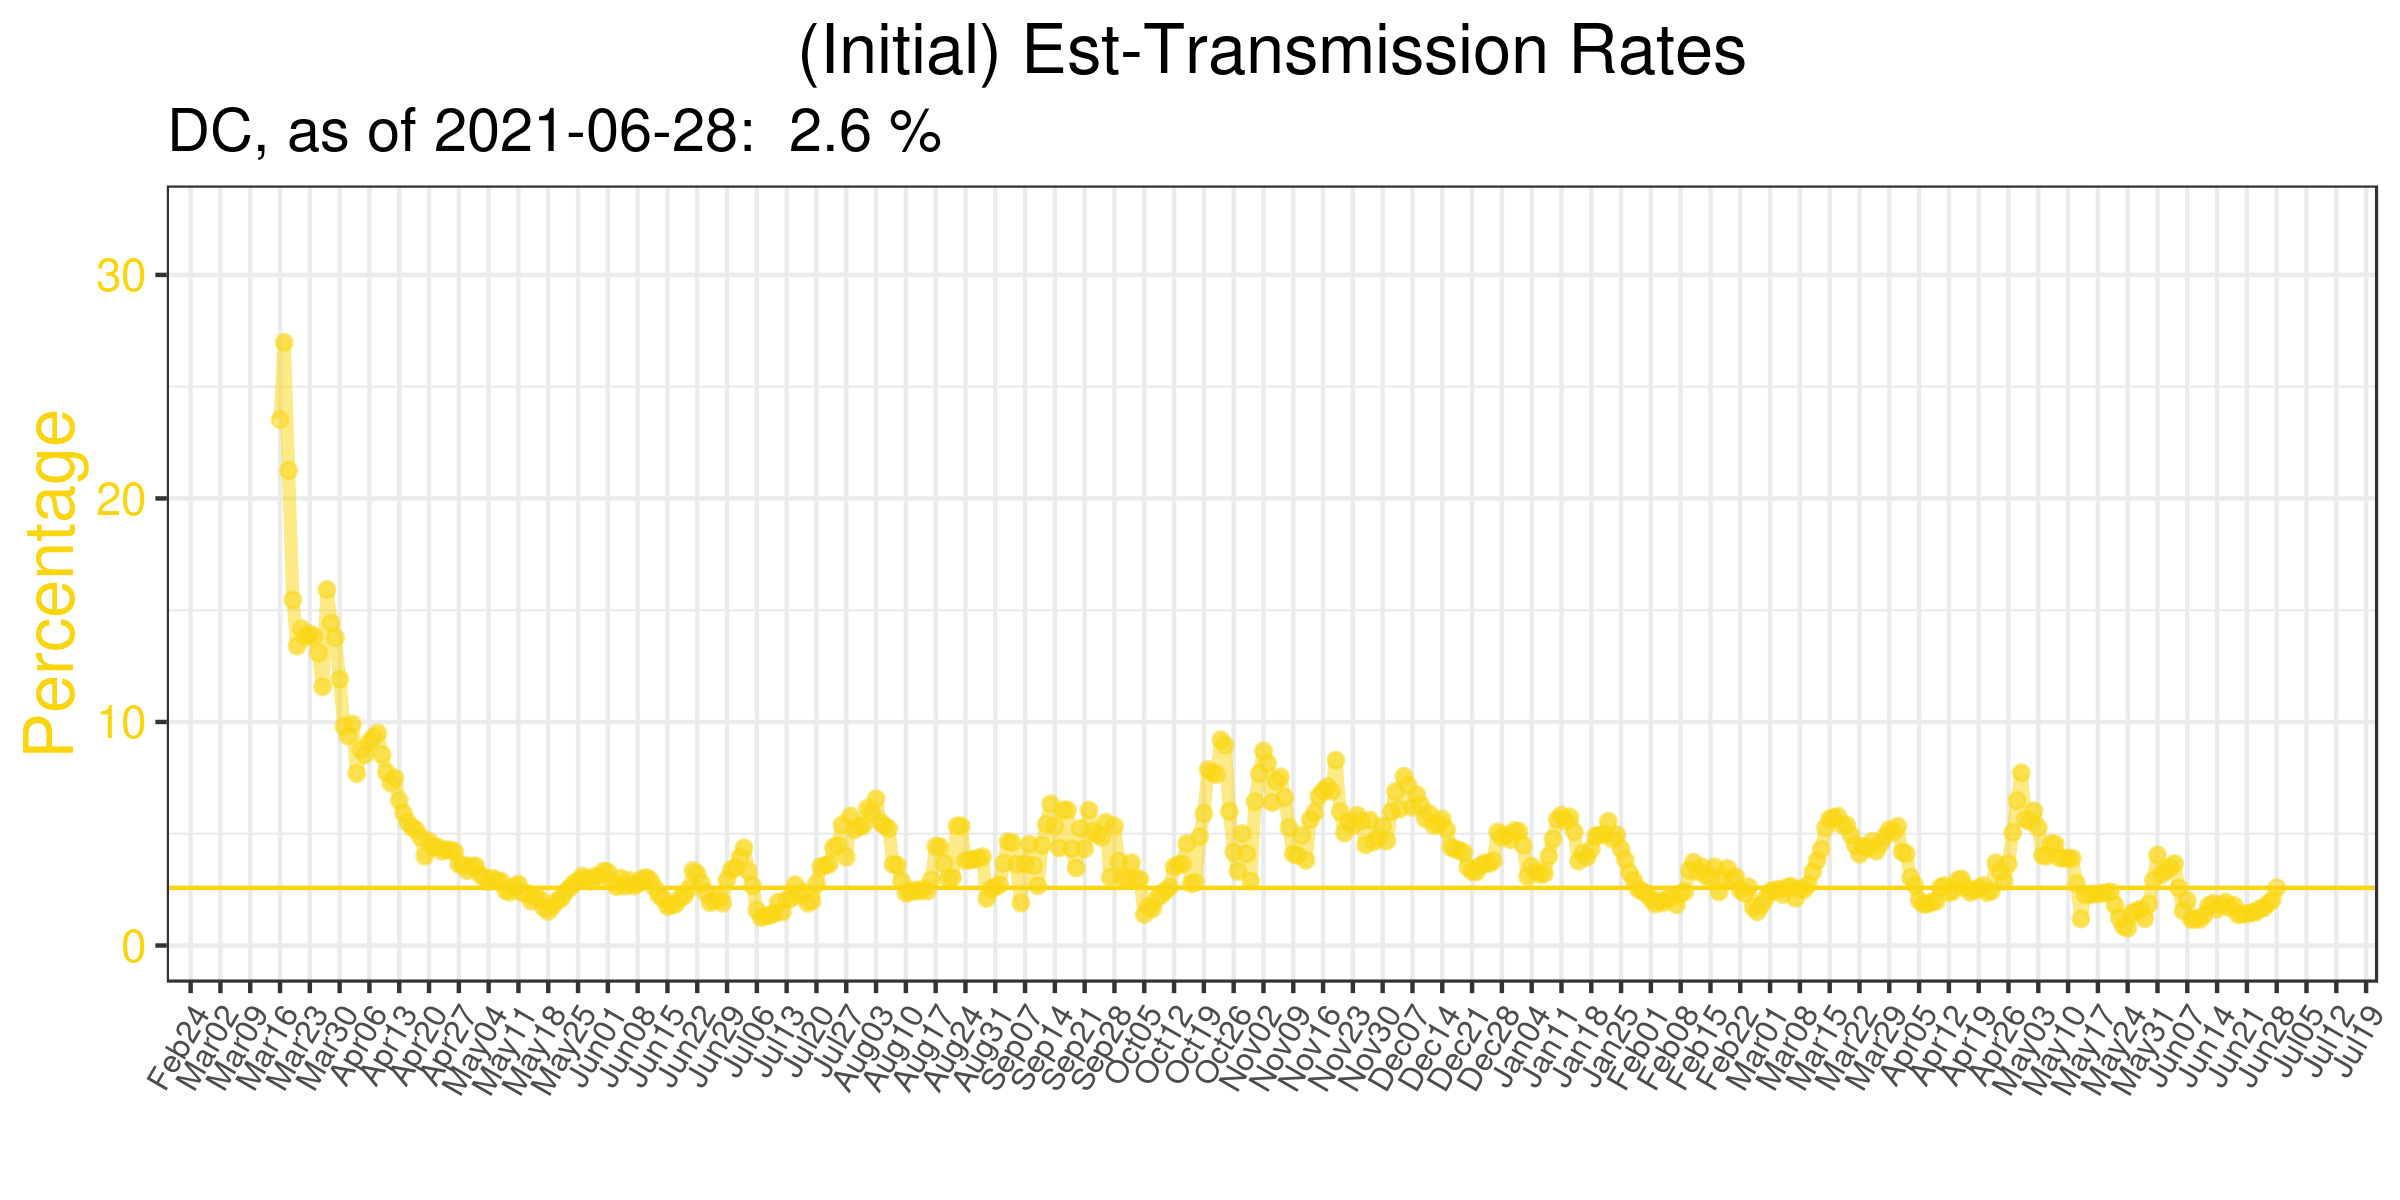 (Initial) Est-Transmission Rates
DC, as of 2021-06-28:  2.6 %
Percentage
30
20
10
0
Feb24
Mar02
Mar09
Mar16
Mar23
Mar30
Apr06
Apr13
Apr20
Apr27
May04
May11
May18
May25
Jun01
Jun08
Jun15
Jun22
Jun29
Jul06
Jul13
Jul20
Jul27
Aug03
Aug10
Aug17
Aug24
Aug31
Sep07
Sep14
Sep21
Sep28
Oct05
Oct12
Oct19
Oct26
Nov02
Nov09
Nov16
Nov23
Nov30
Dec07
Dec14
Dec21
Dec28
Jan04
Jan11
Jan18
Jan25
Feb01
Feb08
Feb15
Feb22
Mar01
Mar08
Mar15
Mar22
Mar29
Apr05
Apr12
Apr19
Apr26
May03
May10
May17
May24
May31
Jun07
Jun14
Jun21
Jun28
Jul05
Jul12
Jul19